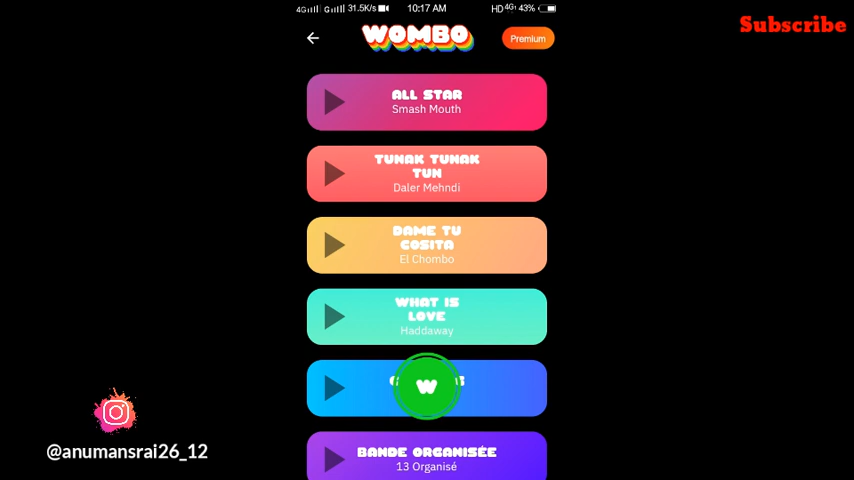 4G 31.5K/s 10:17 AM HD 4G 43%
Subscribe
WOMBO
Premium
ALL STAR
Smash Mouth
TUNAK TUNAK
TUN
Daler Mehndi
DAME TU
COSITA
El Chombo
WHAT IS
LOVE
Haddaway
W
BANDE ORGANISÉE
13 Organisé
@anumansrai26_12